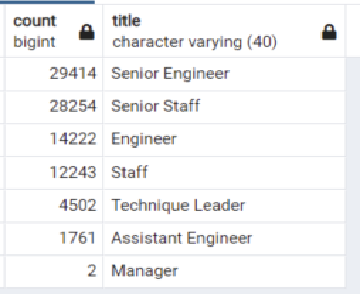 count title
bigint character varying (40)
29414 Senior Engineer
28254 Senior Staff
14222 Engineer
12243 Staff
4502 Technique Leader
1761 Assistant Engineer
2 Manager